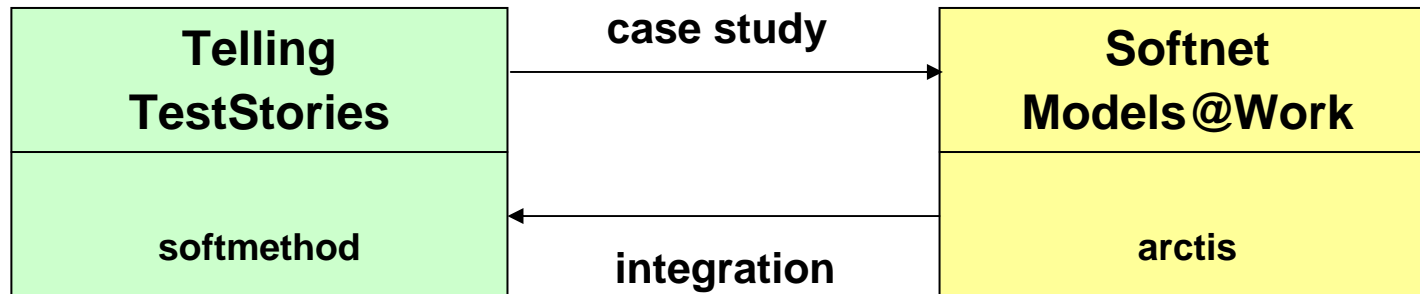 Telling
TestStories
case study
Softnet
Models@Work
softmethod
integration
arctis